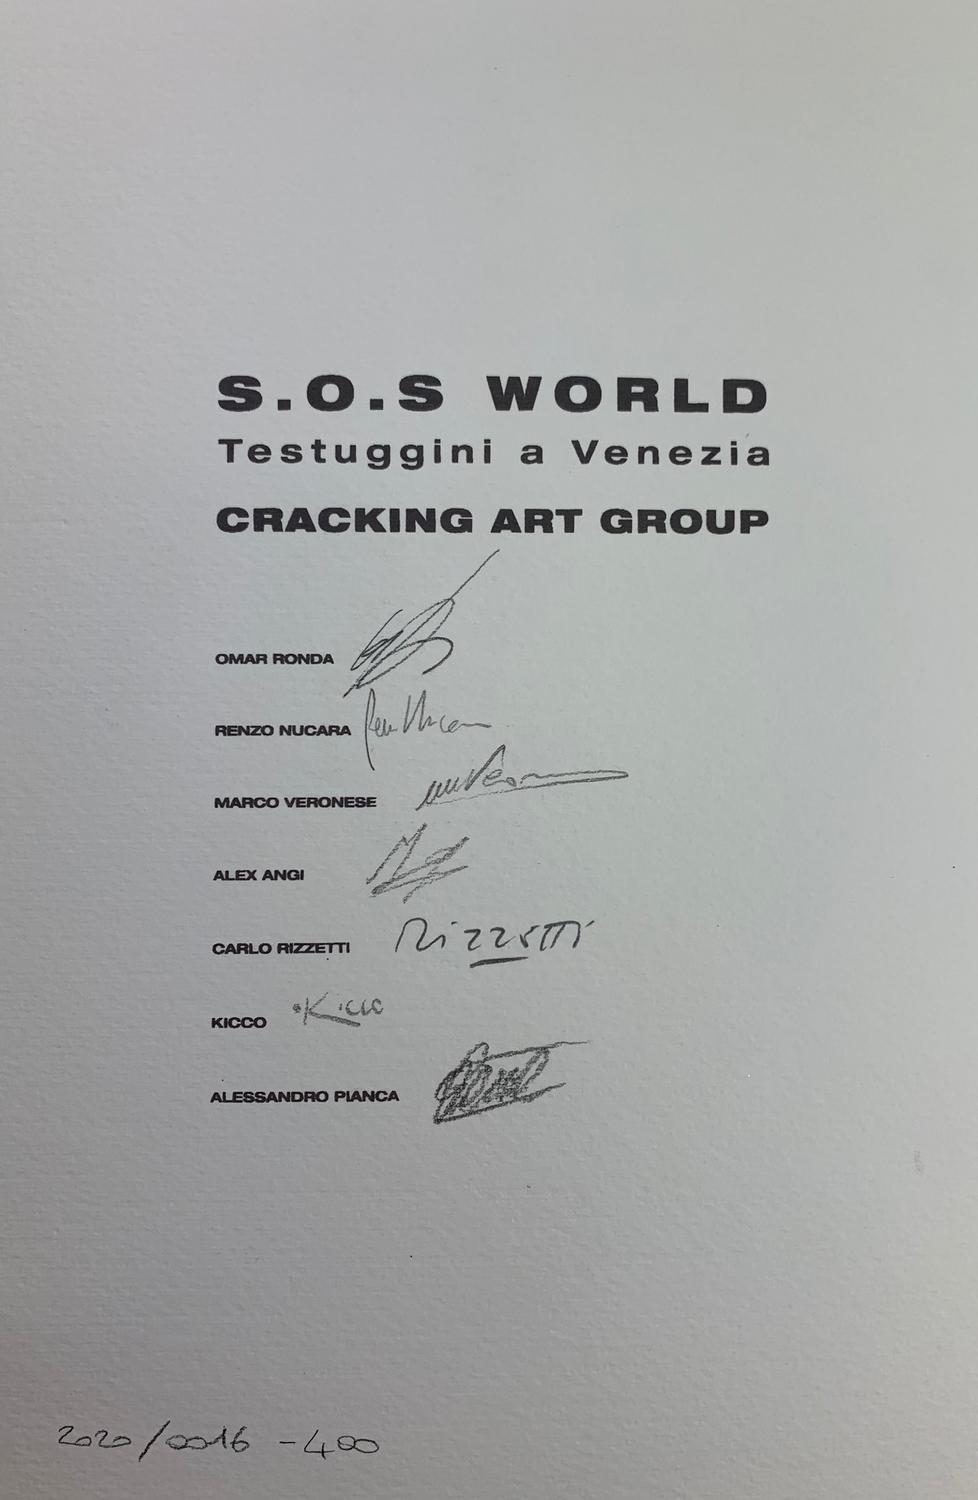 S.O.S WORLD
Testuggini a Venezia
CRACKING ART GROUP
OMAR RONDA
RENZO NUCARA
MARCO VERONESE
ALEX ANGI
CARLO RIZZETTI Rizzetti
KICCO Kicco
ALESSANDRO PIANCA
2020/0016 - 400